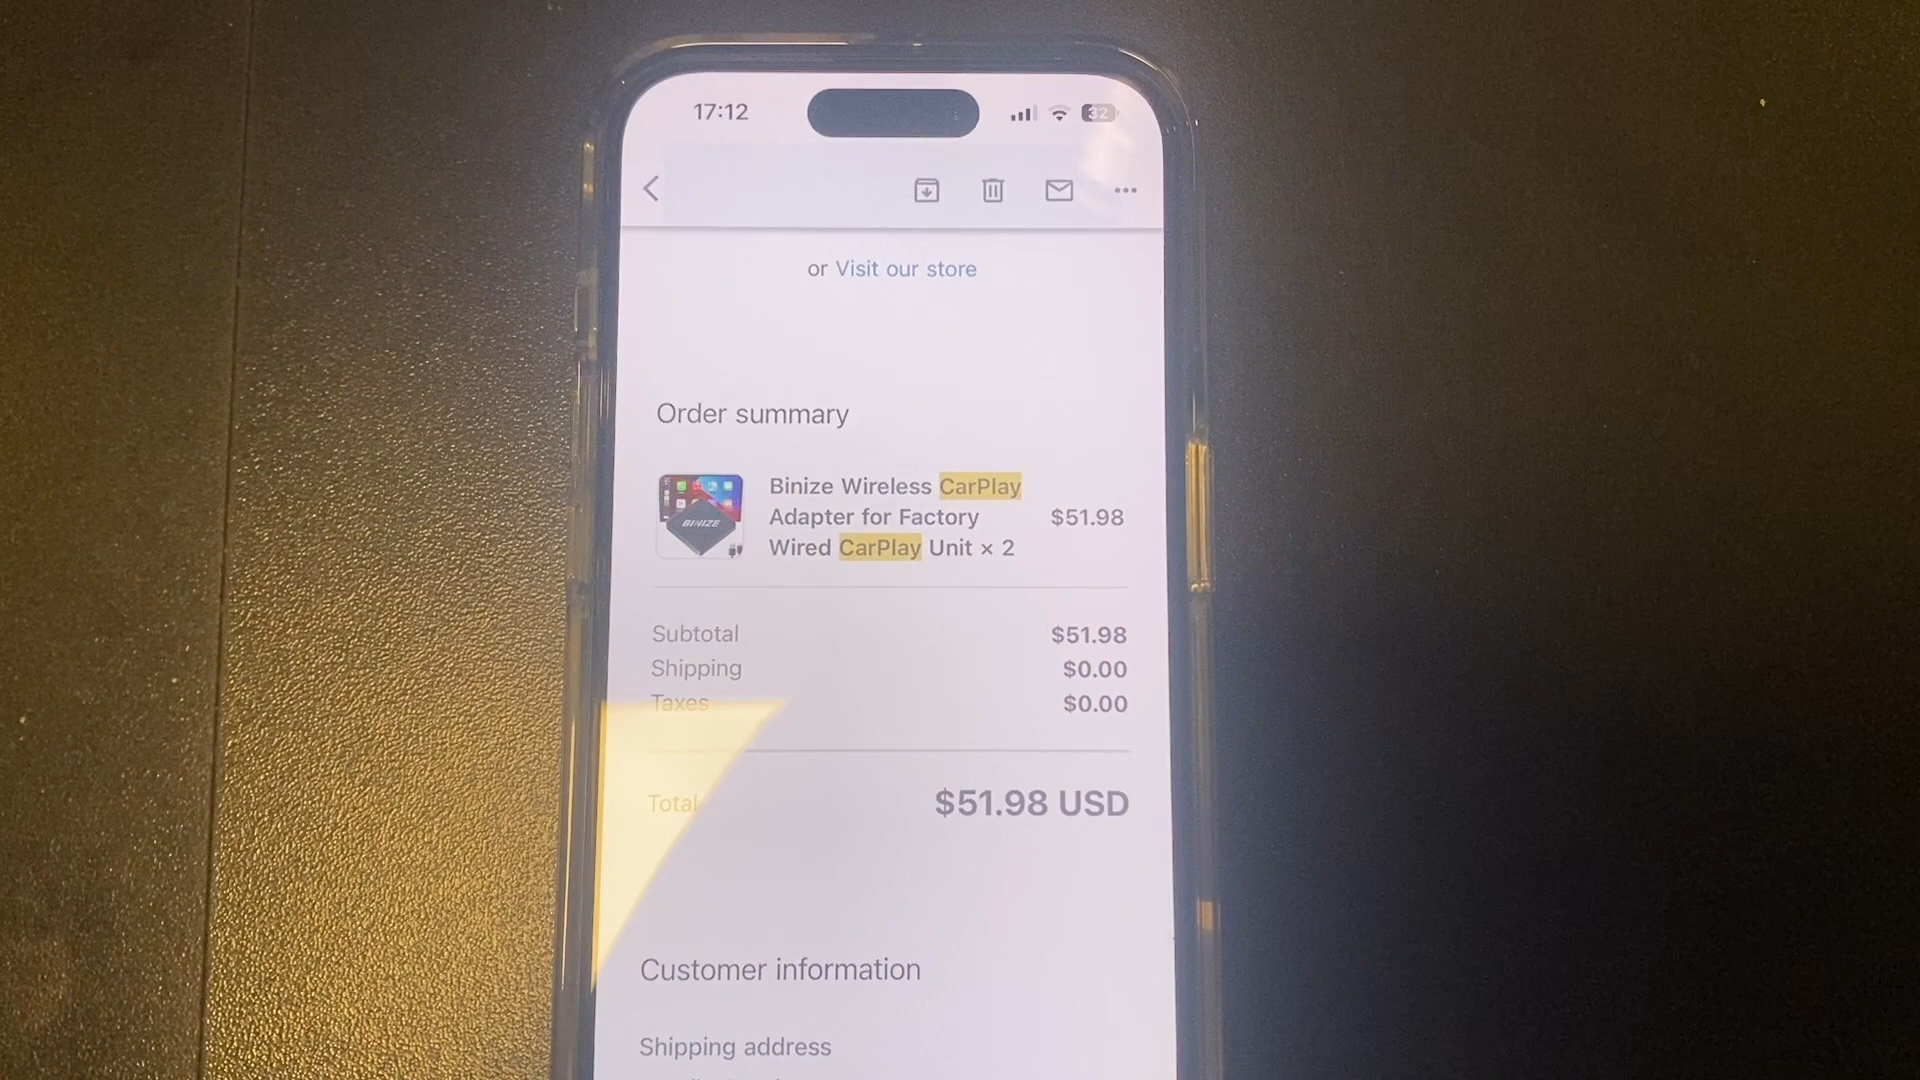 17:12
32
or Visit our store
Order summary
BINIZE
Binize Wireless CarPlay
Adapter for Factory
Wired CarPlay Unit × 2
$51.98
Subtotal
$51.98
Shipping
$0.00
Taxes
$0.00
Total
$51.98 USD
Customer information
Shipping address